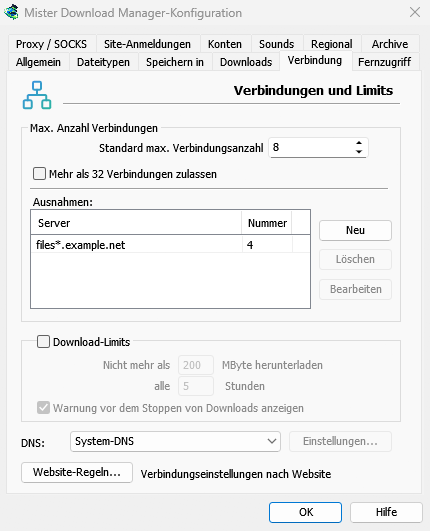 Mister Download Manager-Konfiguration
Proxy / SOCKS Site-Anmeldungen Konten Sounds Regional Archive
Allgemein Dateitypen Speichern in Downloads Verbindung Fernzugriff
Verbindungen und Limits
Max. Anzahl Verbindungen
Standard max. Verbindungsanzahl 8
Mehr als 32 Verbindungen zulassen
Ausnahmen:
Server Nummer
files*.example.net 4
Neu
Löschen
Bearbeiten
Download-Limits
Nicht mehr als 200 MByte herunterladen
alle 5 Stunden
Warnung vor dem Stoppen von Downloads anzeigen
DNS: System-DNS Einstellungen...
Website-Regeln... Verbindungseinstellungen nach Website
OK Hilfe